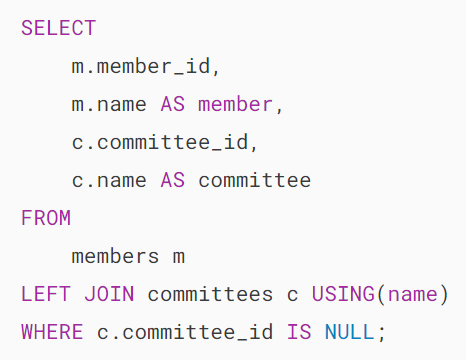 SELECT
    m.member_id,
    m.name AS member,
    c.committee_id,
    c.name AS committee
FROM
    members m
LEFT JOIN committees c USING(name)
WHERE c.committee_id IS NULL;